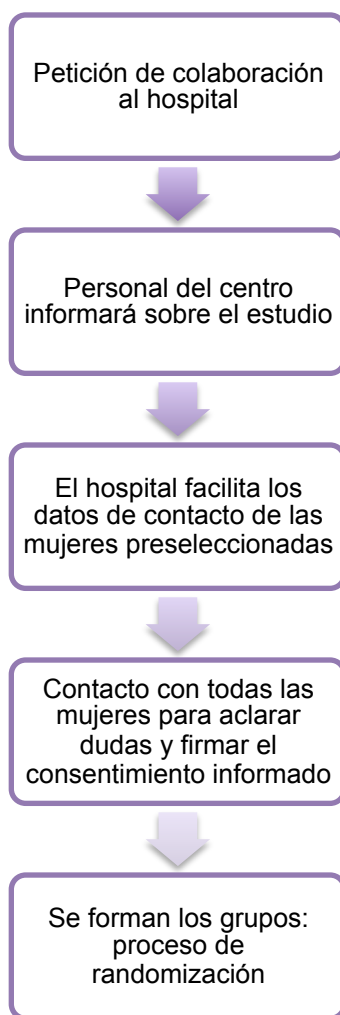 Petición de colaboración
al hospital
Personal del centro
informará sobre el estudio
El hospital facilita los
datos de contacto de las
mujeres preseleccionadas
Contacto con todas las
mujeres para aclarar
dudas y firmar el
consentimiento informado
Se forman los grupos:
proceso de
randomización